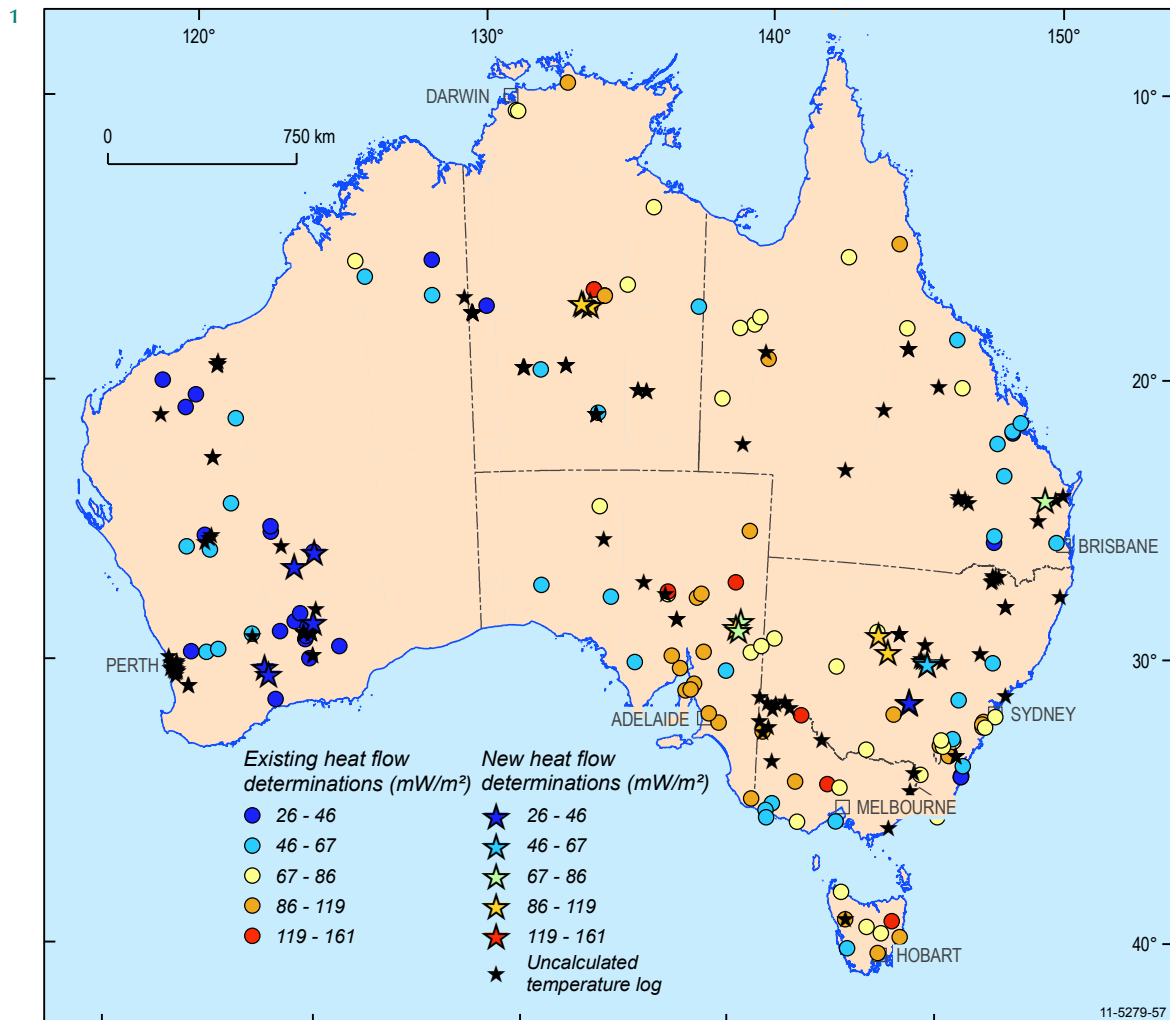 1
120° 130° 140° 150°
DARWIN
10°
0 750 km
20°
BRISBANE
30°
PERTH
SYDNEY
ADELAIDE
MELBOURNE
Existing heat flow
determinations (mW/m²)
26 - 46
46 - 67
67 - 86
86 - 119
119 - 161
New heat flow
determinations (mW/m²)
26 - 46
46 - 67
67 - 86
86 - 119
119 - 161
Uncalculated
temperature log
40°
HOBART
11-5279-57